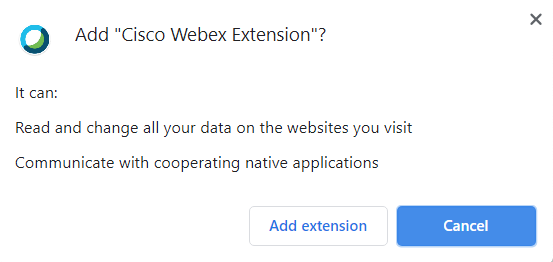 Add "Cisco Webex Extension"?
It can:
Read and change all your data on the websites you visit
Communicate with cooperating native applications
Add extension
Cancel